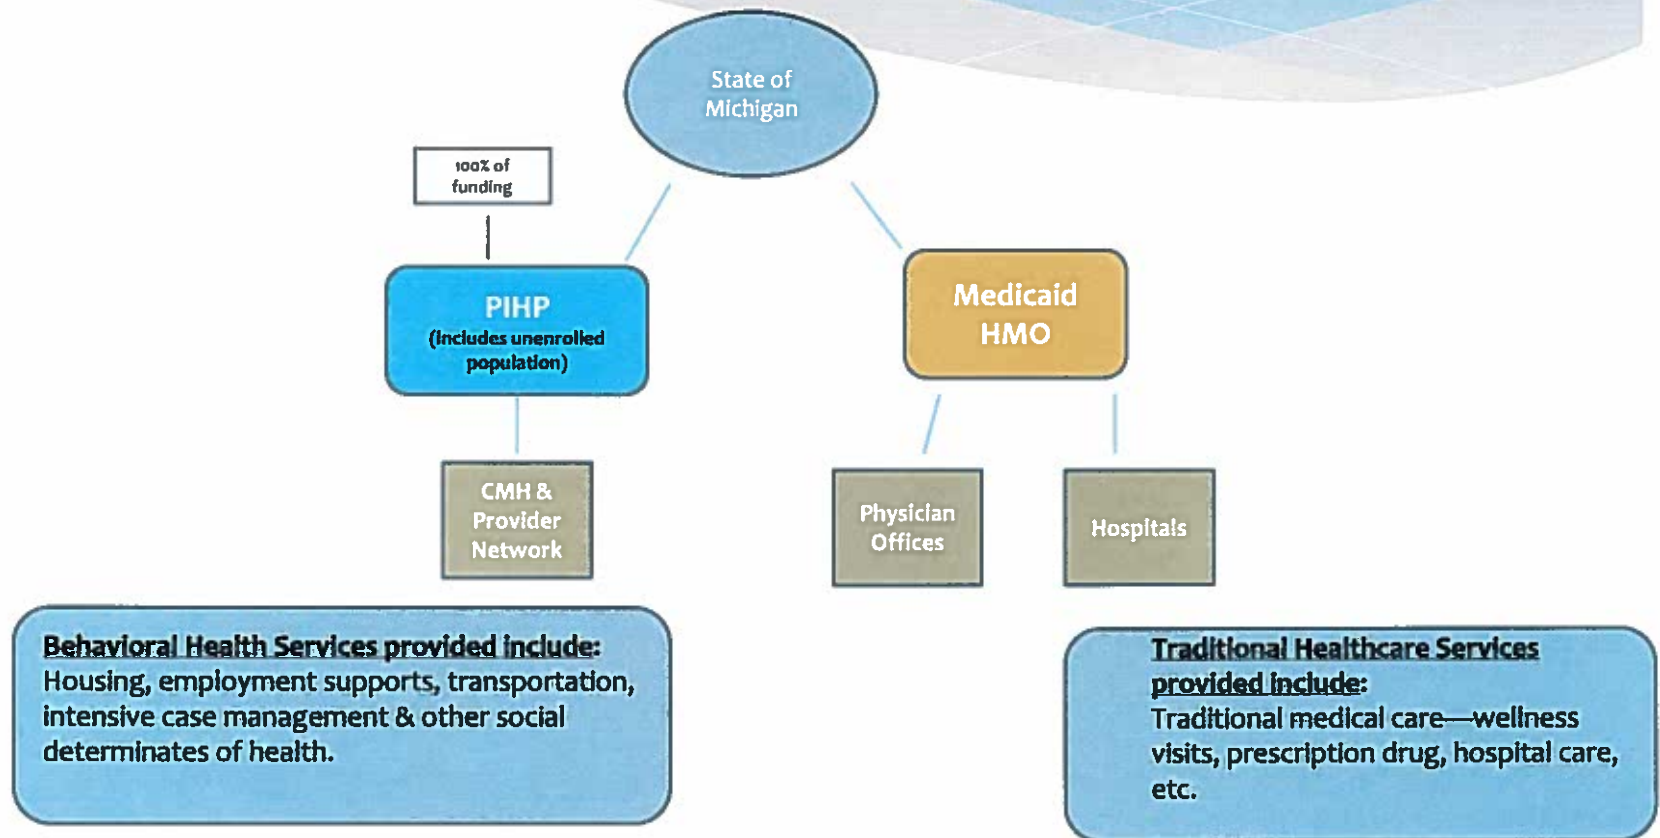 State of
Michigan
100% of
funding
PIHP
(includes unenrolled
population)
Medicaid
HMO
CMH &
Provider
Network
Physician
Offices
Hospitals
Behavioral Health Services provided include:
Housing, employment supports, transportation,
intensive case management & other social
determinates of health.
Traditional Healthcare Services
provided include:
Traditional medical care—wellness
visits, prescription drug, hospital care,
etc.